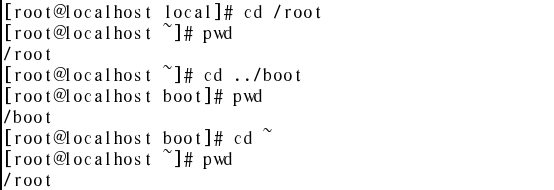 [root@localhost local]# cd /root
[root@localhost ~]# pwd
/root
[root@localhost ~]# cd ../boot
[root@localhost boot]# pwd
/boot
[root@localhost boot]# cd ~
[root@localhost ~]# pwd
/root